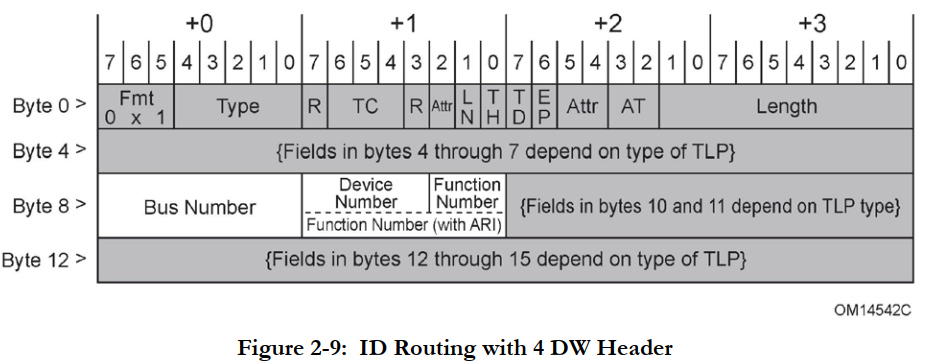 +0 +1 +2 +3
7 6 5 4 3 2 1 0 7 6 5 4 3 2 1 0 7 6 5 4 3 2 1 0 7 6 5 4 3 2 1 0
Byte 0 > Fmt 0 x 1 Type R TC R Attr LN TH TD EP Attr AT Length
Byte 4 > {Fields in bytes 4 through 7 depend on type of TLP}
Byte 8 > Bus Number Device Number Function Number {Fields in bytes 10 and 11 depend on TLP type}
Function Number (with ARI)
Byte 12 > {Fields in bytes 12 through 15 depend on type of TLP}
OM14542C
Figure 2-9: ID Routing with 4 DW Header